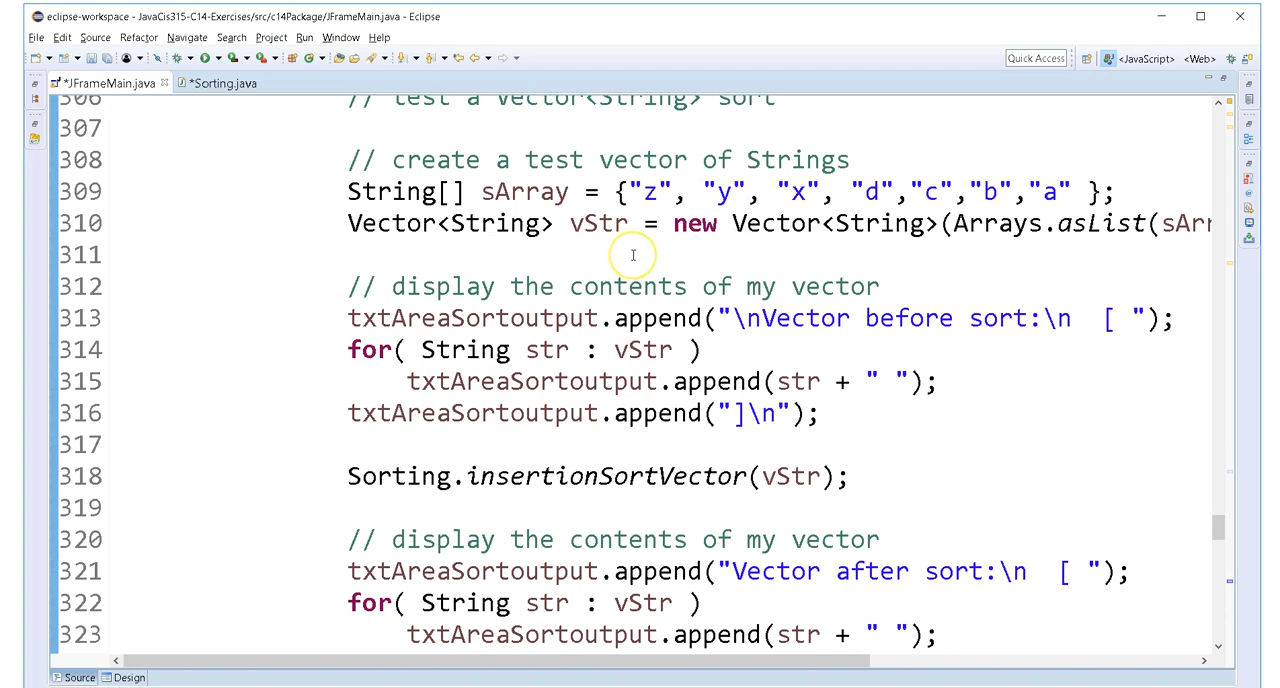 eclipse-workspace - JavaCis315-C14-Exercises/src/c14Package/JFrameMain.java - Eclipse
File Edit Source Refactor Navigate Search Project Run Window Help
Quick Access <JavaScript> <Web>
*JFrameMain.java *Sorting.java
306 // test a Vector<String> sort
307
308 // create a test vector of Strings
309 String[] sArray = {"z", "y", "x", "d","c","b","a" };
310 Vector<String> vStr = new Vector<String>(Arrays.asList(sArr
311
312 // display the contents of my vector
313 txtAreaSortoutput.append("\nVector before sort:\n  [ ");
314 for( String str : vStr )
315 txtAreaSortoutput.append(str + " ");
316 txtAreaSortoutput.append("]\n");
317
318 Sorting.insertionSortVector(vStr);
319
320 // display the contents of my vector
321 txtAreaSortoutput.append("Vector after sort:\n  [ ");
322 for( String str : vStr )
323 txtAreaSortoutput.append(str + " ");
Source Design